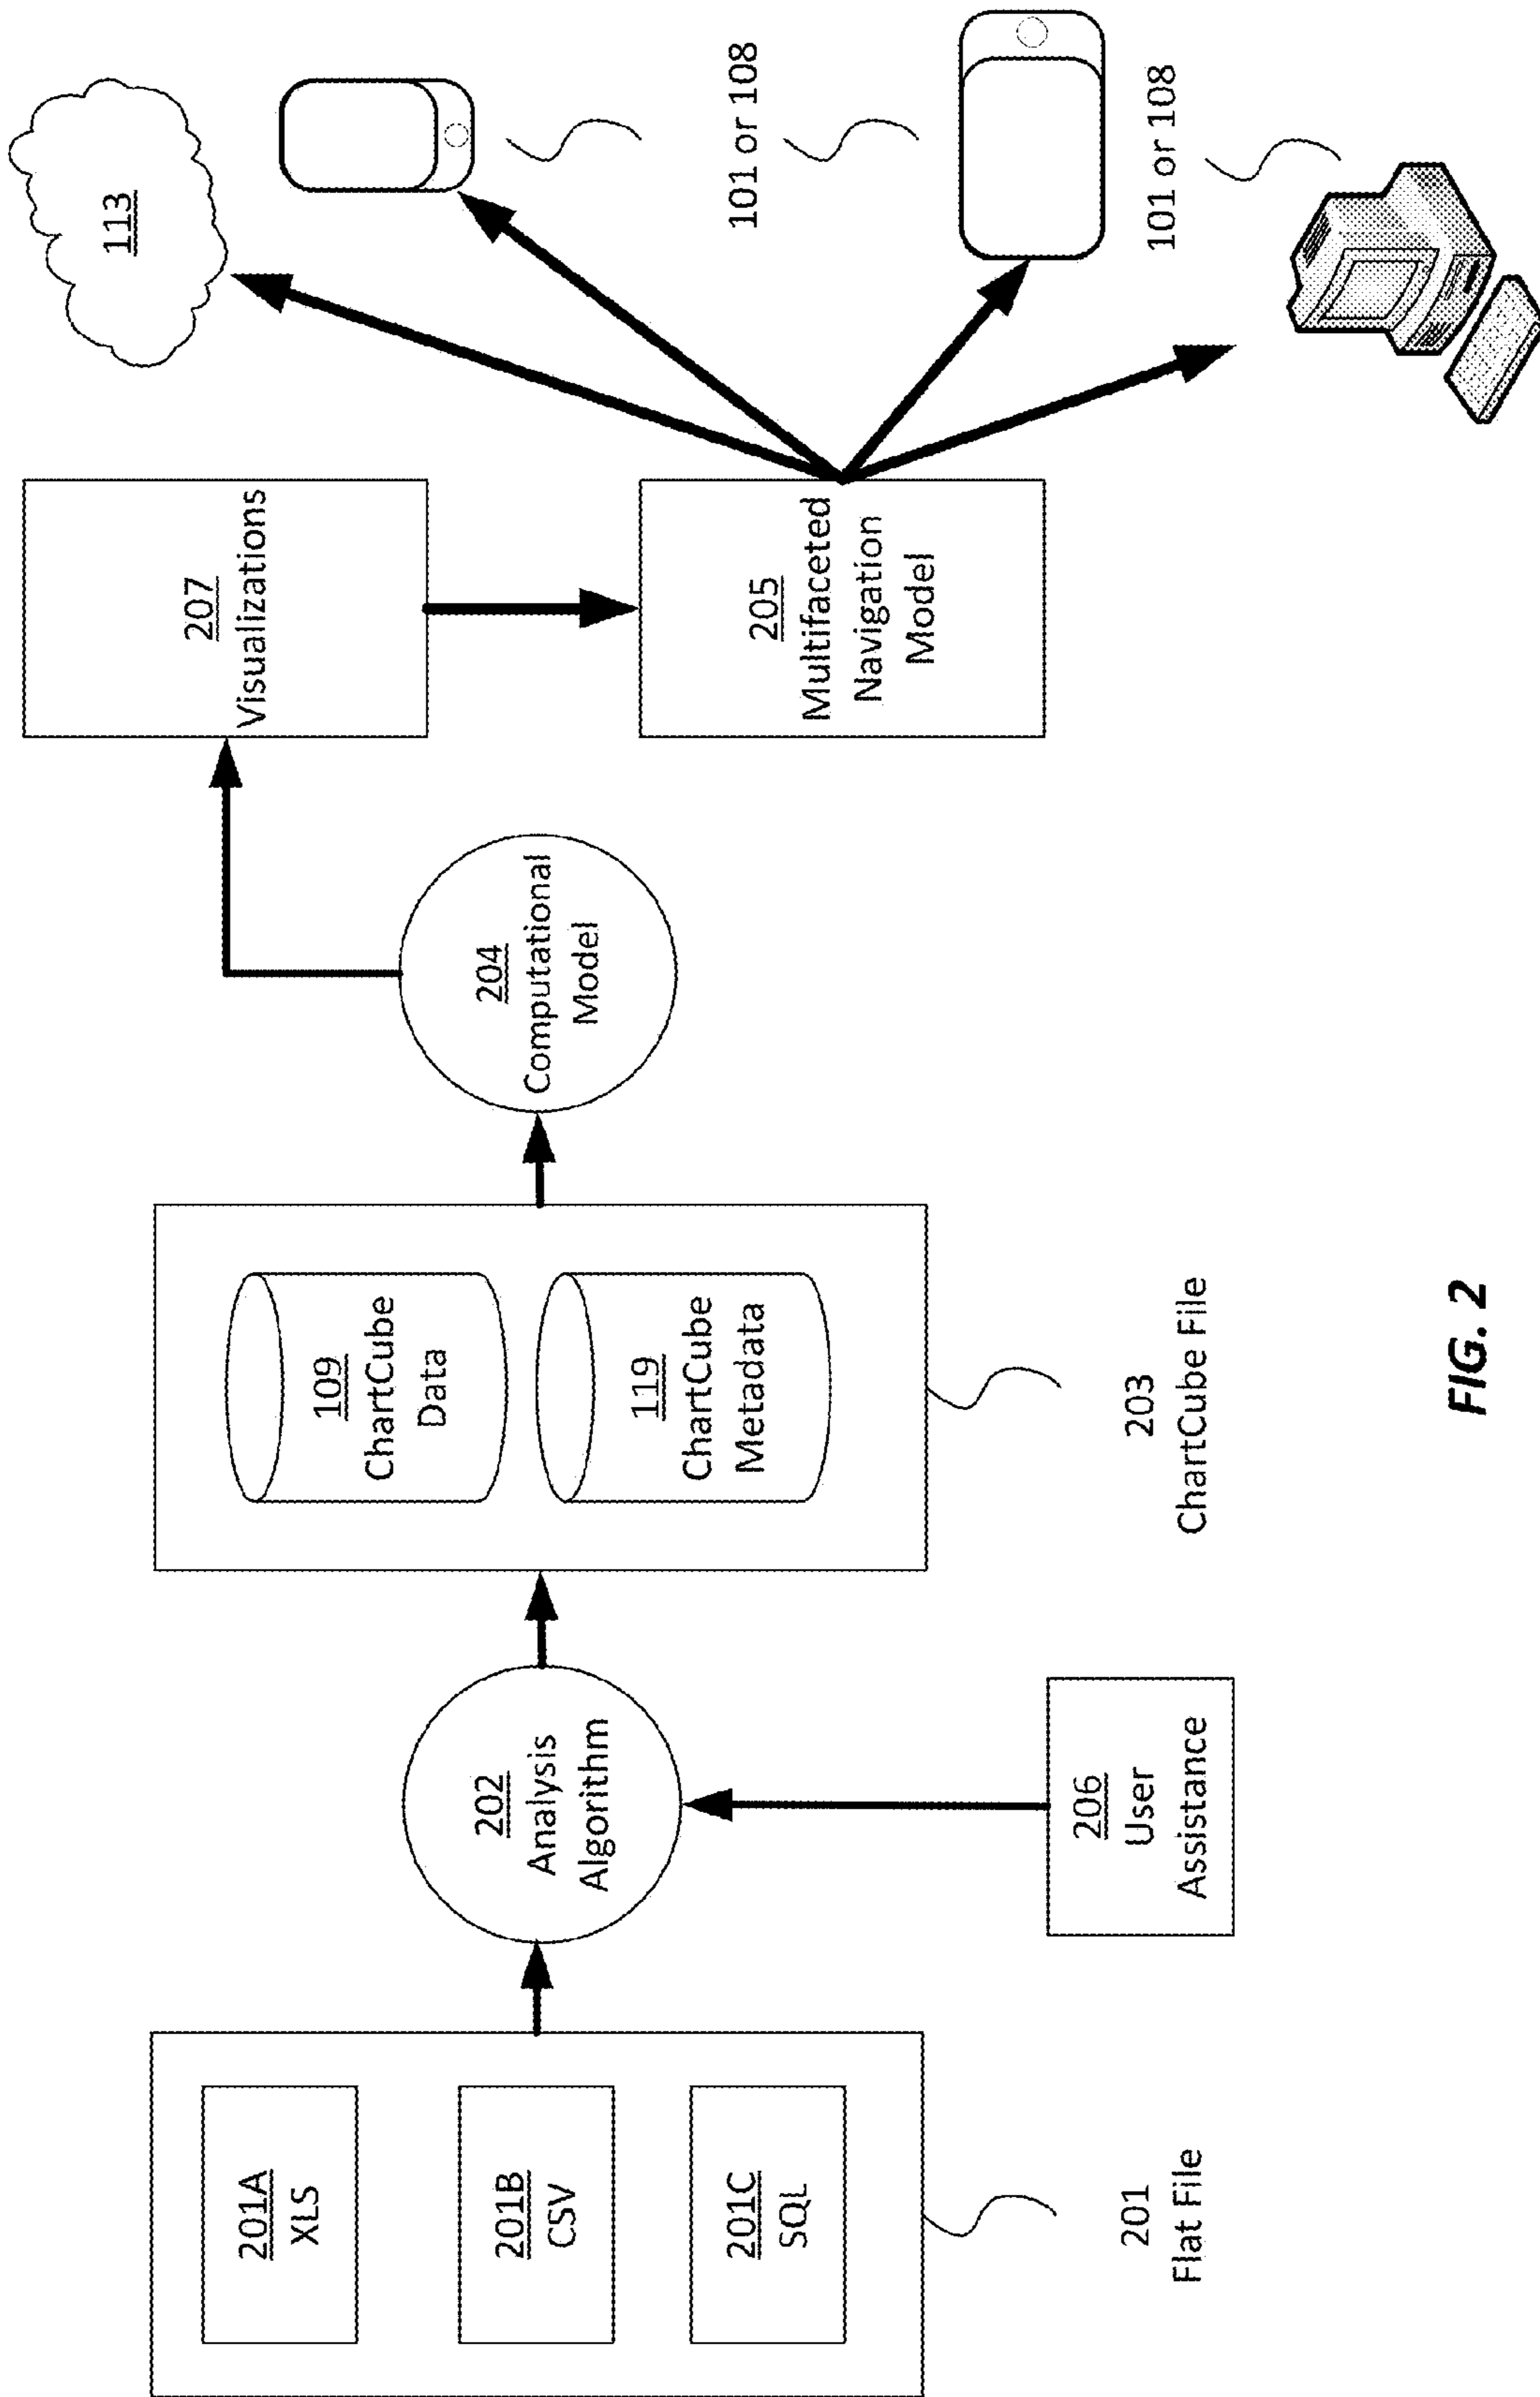 201A
XLS
201B
CSV
201C
SQL
201
Flat File
202
Analysis
Algorithm
206
User
Assistance
109
ChartCube
Data
119
ChartCube
Metadata
203
ChartCube File
204
Computational
Model
207
Visualizations
205
Multifaceted
Navigation
Model
113
101 or 108
101 or 108
FIG. 2